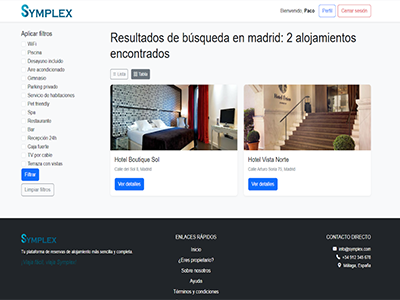 SYMPLEX
Bienvenido, Paco
Perfil
Cerrar sesión
Aplicar filtros
WiFi
Piscina
Desayuno incluido
Aire acondicionado
Gimnasio
Parking privado
Servicio de habitaciones
Pet friendly
Spa
Restaurante
Bar
Recepción 24h
Caja fuerte
TV por cable
Terraza con vistas
Filtrar
Limpiar filtros
Resultados de búsqueda en madrid: 2 alojamientos
encontrados
Lista
Tabla
Hotel Boutique Sol
Calle del Sol 8, Madrid
Ver detalles
Hotel Vista Norte
Calle Arturo Soria 70, Madrid
Ver detalles
SYMPLEX
Tu plataforma de reservas de alojamiento más sencilla y completa.
ENLACES RÁPIDOS
Inicio
¿Eres propietario?
Sobre nosotros
Ayuda
Términos y condiciones
CONTACTO DIRECTO
info@symplex.com
+34 912 345 678
Málaga, España